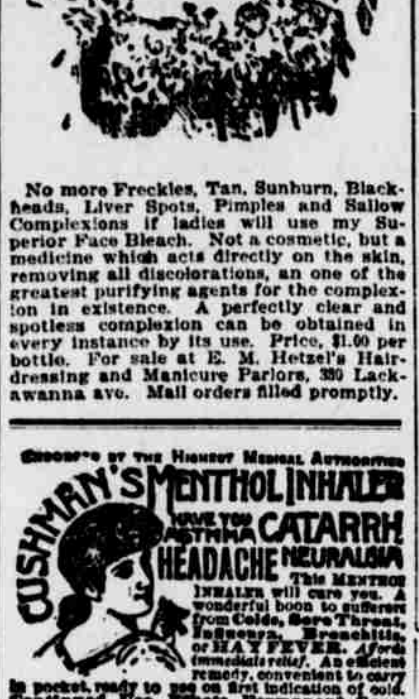 No more Freckles, Tan, Sunburn, Black-
heads, Liver Spots, Pimples and Sallow
Complexions if ladies will use my Su-
perior Face Bleach. Not a cosmetic, but a
medicine which acts directly on the skin,
removing all discolorations, an one of the
greatest purifying agents for the complex-
ion in existence. A perfectly clear and
spotless complexion can be obtained in
every instance by its use. Price, $1.00 per
bottle. For sale at E. M. Hetzel's Hair-
dressing and Manicure Parlors, 330 Lack-
awanna ave. Mail orders filled promptly.
ENDORSED BY THE HIGHEST MEDICAL AUTHORITIES
CUSHMAN'S MENTHOL INHALER
HAVE YOU
ASTHMA CATARRH
HEADACHE NEURALGIA
This MENTHOL
INHALER will cure you. A
wonderful boon to sufferers
from Colds, Sore Throat,
Influenza, Bronchitis,
or HAY FEVER. Affords
immediate relief. An efficient
remedy, convenient to carry
in pocket, ready to use on first indication of cold.